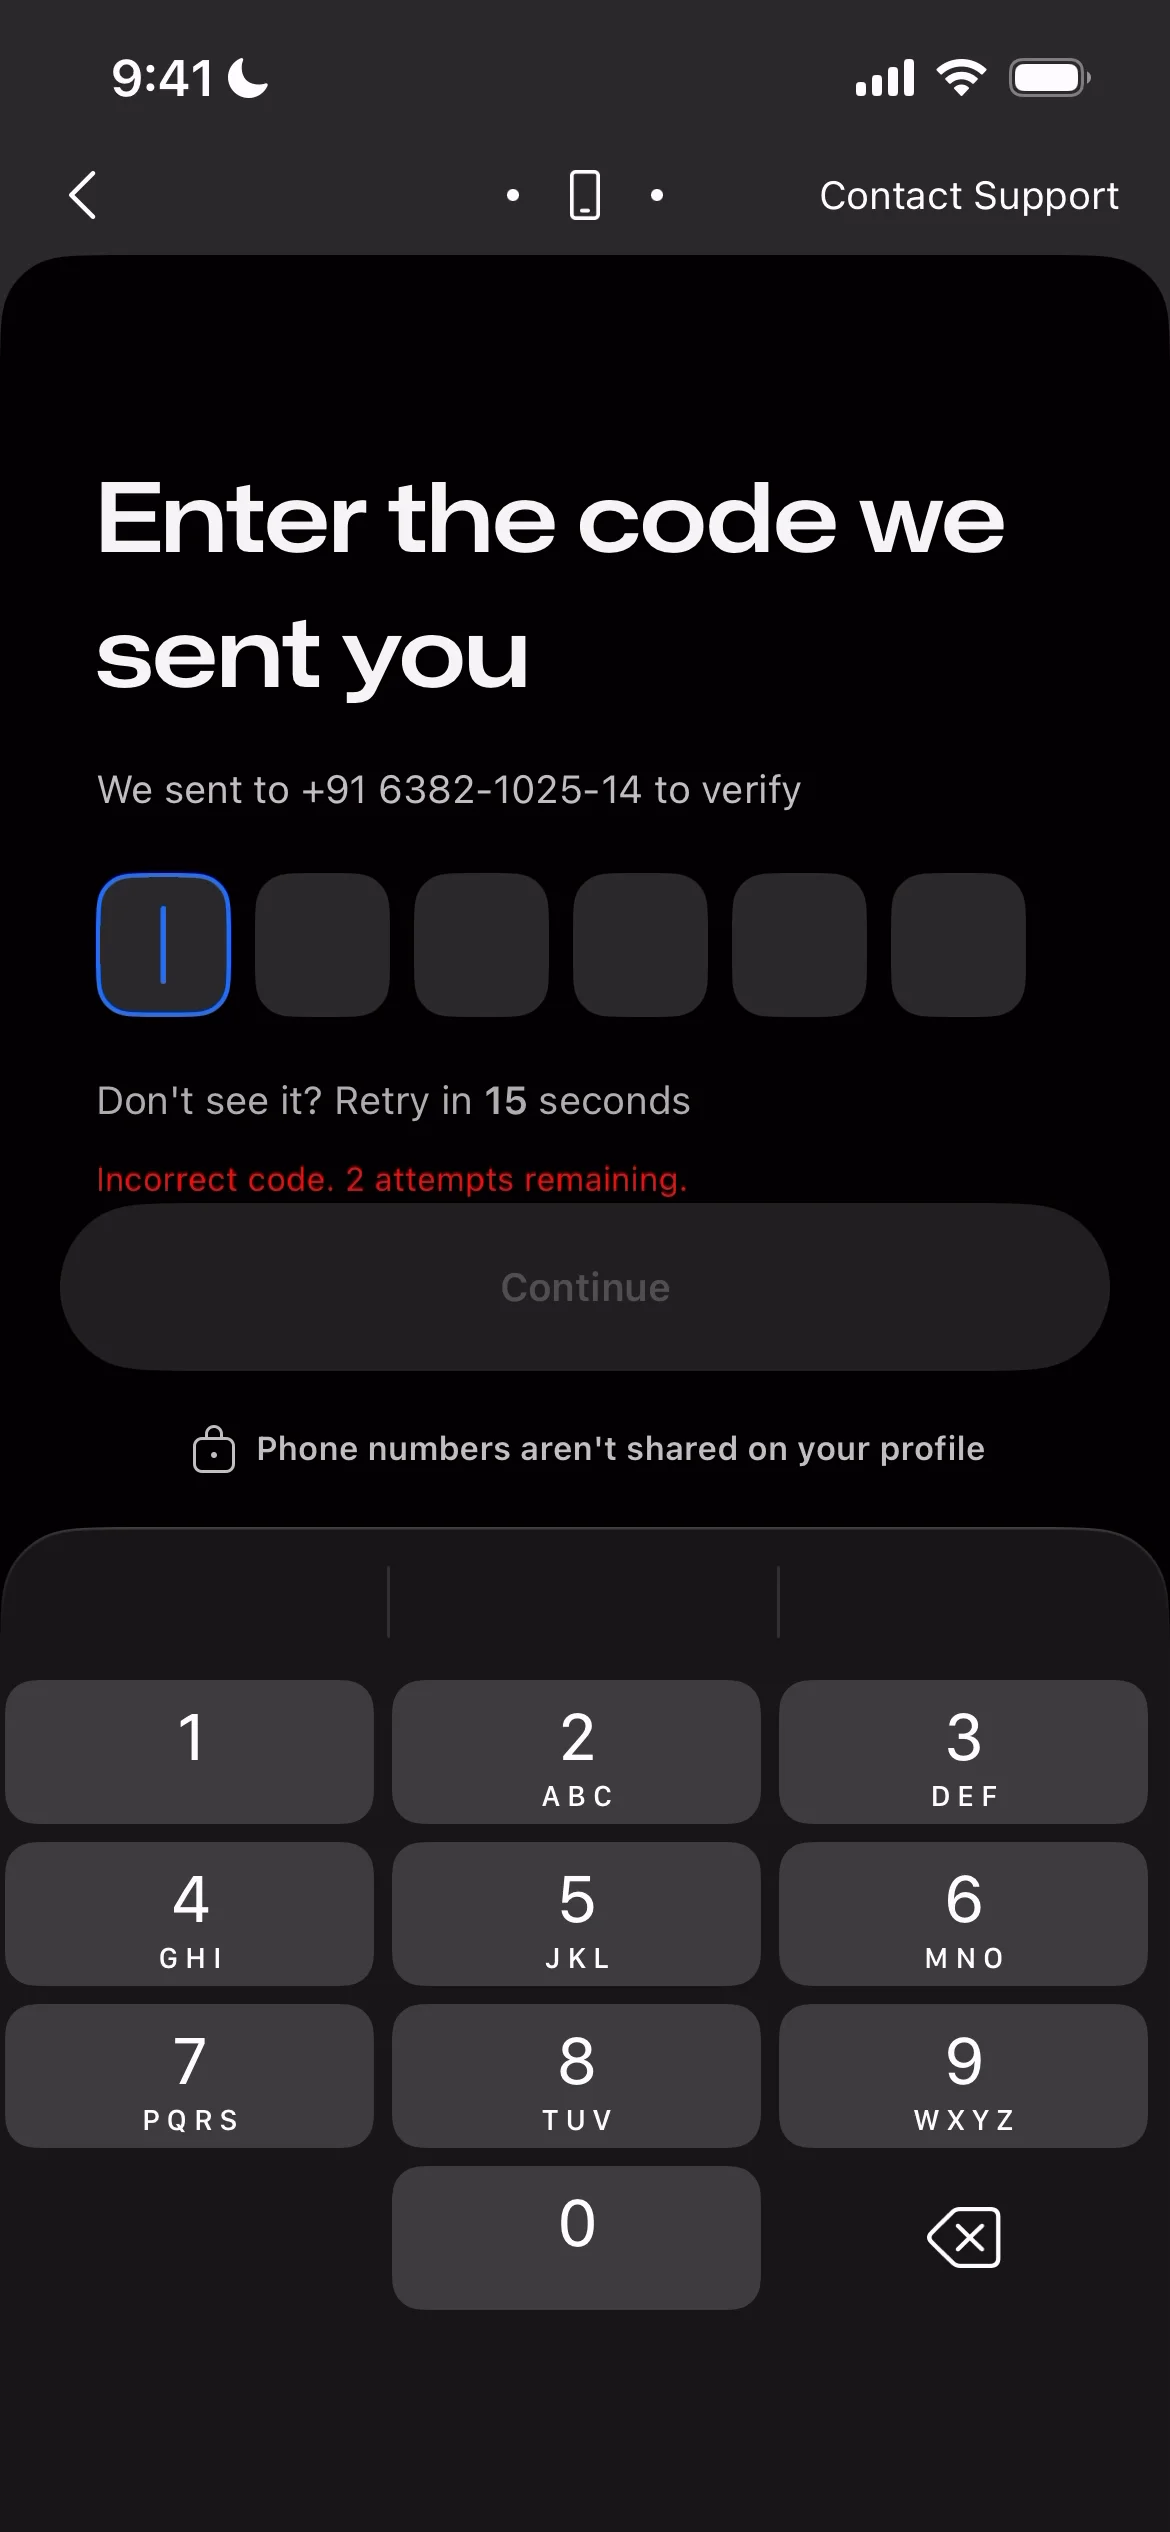 9:41
Contact Support
Enter the code we
sent you
We sent to +91 6382-1025-14 to verify
Don't see it? Retry in 15 seconds
Incorrect code. 2 attempts remaining.
Continue
Phone numbers aren't shared on your profile
1
2
3
ABC
DEF
4
5
6
GHI
JKL
MNO
7
8
9
PQRS
TUV
WXYZ
0